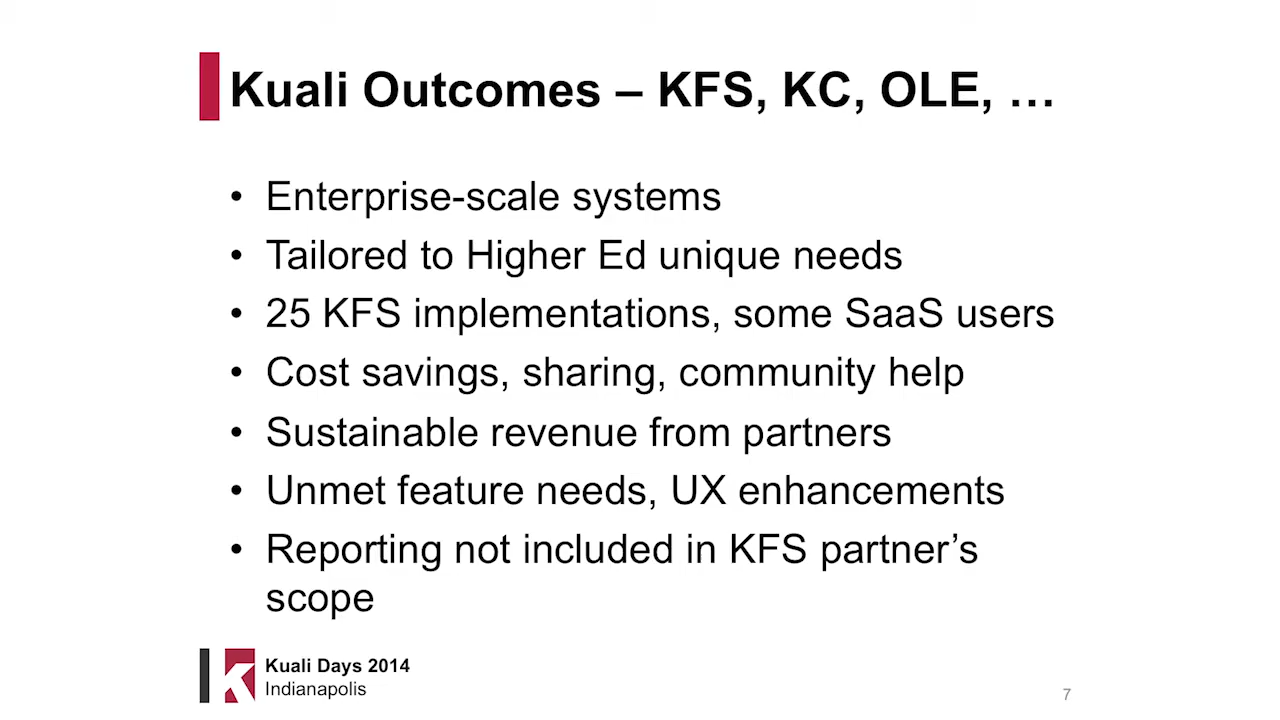 Kuali Outcomes – KFS, KC, OLE, …
• Enterprise-scale systems
• Tailored to Higher Ed unique needs
• 25 KFS implementations, some SaaS users
• Cost savings, sharing, community help
• Sustainable revenue from partners
• Unmet feature needs, UX enhancements
• Reporting not included in KFS partner’s
scope
K
Kuali Days 2014
Indianapolis
7